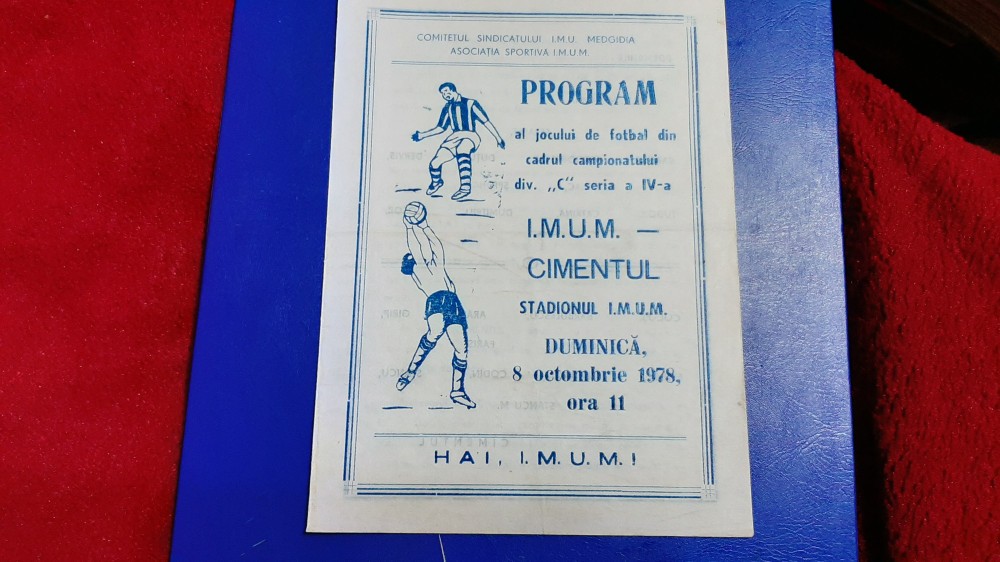 COMITETUL SINDICATULUI I.M.U. MEDGIDIA
ASOCIAȚIA SPORTIVĂ I.M.U.M.
PROGRAM
al jocului de fotbal din
cadrul campionatului
div. „C" seria a IV-a
I.M.U.M. —
CIMENTUL
STADIONUL I.M.U.M.
DUMINICĂ,
8 octombrie 1978,
ora 11
HAI, I.M.U.M.!